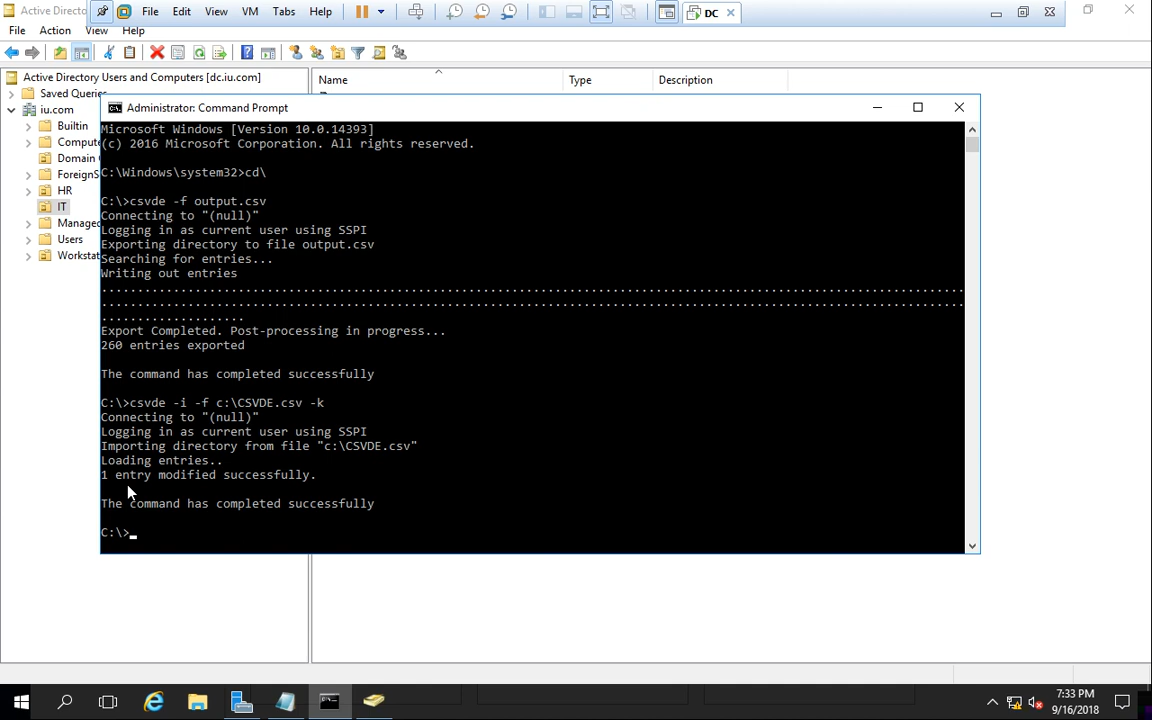 Active Directo
File Edit View VM Tabs Help
DC
File Action View Help
Active Directory Users and Computers [dc.iu.com]
Saved Queries
iu.com
Builtin
Compute
Domain
ForeignS
HR
IT
Managed
Users
Workstat
Name Type Description
Administrator: Command Prompt
Microsoft Windows [Version 10.0.14393]
(c) 2016 Microsoft Corporation. All rights reserved.
C:\Windows\system32>cd\
C:\>csvde -f output.csv
Connecting to "(null)"
Logging in as current user using SSPI
Exporting directory to file output.csv
Searching for entries...
Writing out entries
Export Completed. Post-processing in progress...
260 entries exported
The command has completed successfully
C:\>csvde -i -f c:\CSVDE.csv -k
Connecting to "(null)"
Logging in as current user using SSPI
Importing directory from file "c:\CSVDE.csv"
Loading entries..
1 entry modified successfully.
The command has completed successfully
C:\>
7:33 PM
9/16/2018